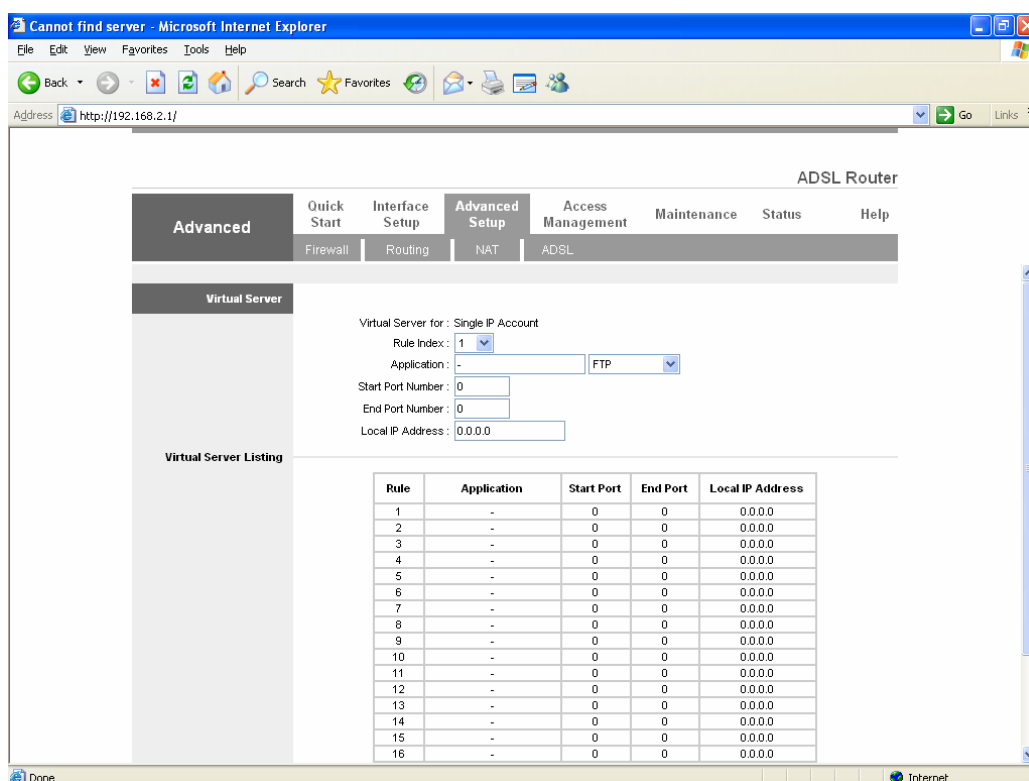 Cannot find server - Microsoft Internet Explorer
File Edit View Favorites Tools Help
Back Search Favorites
Address http://192.168.2.1/ Go Links
ADSL Router
Advanced
Quick Start Interface Setup Advanced Setup Access Management Maintenance Status Help
Firewall Routing NAT ADSL
Virtual Server
Virtual Server for : Single IP Account
Rule Index : 1
Application : - FTP
Start Port Number : 0
End Port Number : 0
Local IP Address : 0.0.0.0
Virtual Server Listing
Rule Application Start Port End Port Local IP Address
1 - 0 0 0.0.0.0
2 - 0 0 0.0.0.0
3 - 0 0 0.0.0.0
4 - 0 0 0.0.0.0
5 - 0 0 0.0.0.0
6 - 0 0 0.0.0.0
7 - 0 0 0.0.0.0
8 - 0 0 0.0.0.0
9 - 0 0 0.0.0.0
10 - 0 0 0.0.0.0
11 - 0 0 0.0.0.0
12 - 0 0 0.0.0.0
13 - 0 0 0.0.0.0
14 - 0 0 0.0.0.0
15 - 0 0 0.0.0.0
16 - 0 0 0.0.0.0
Done Internet